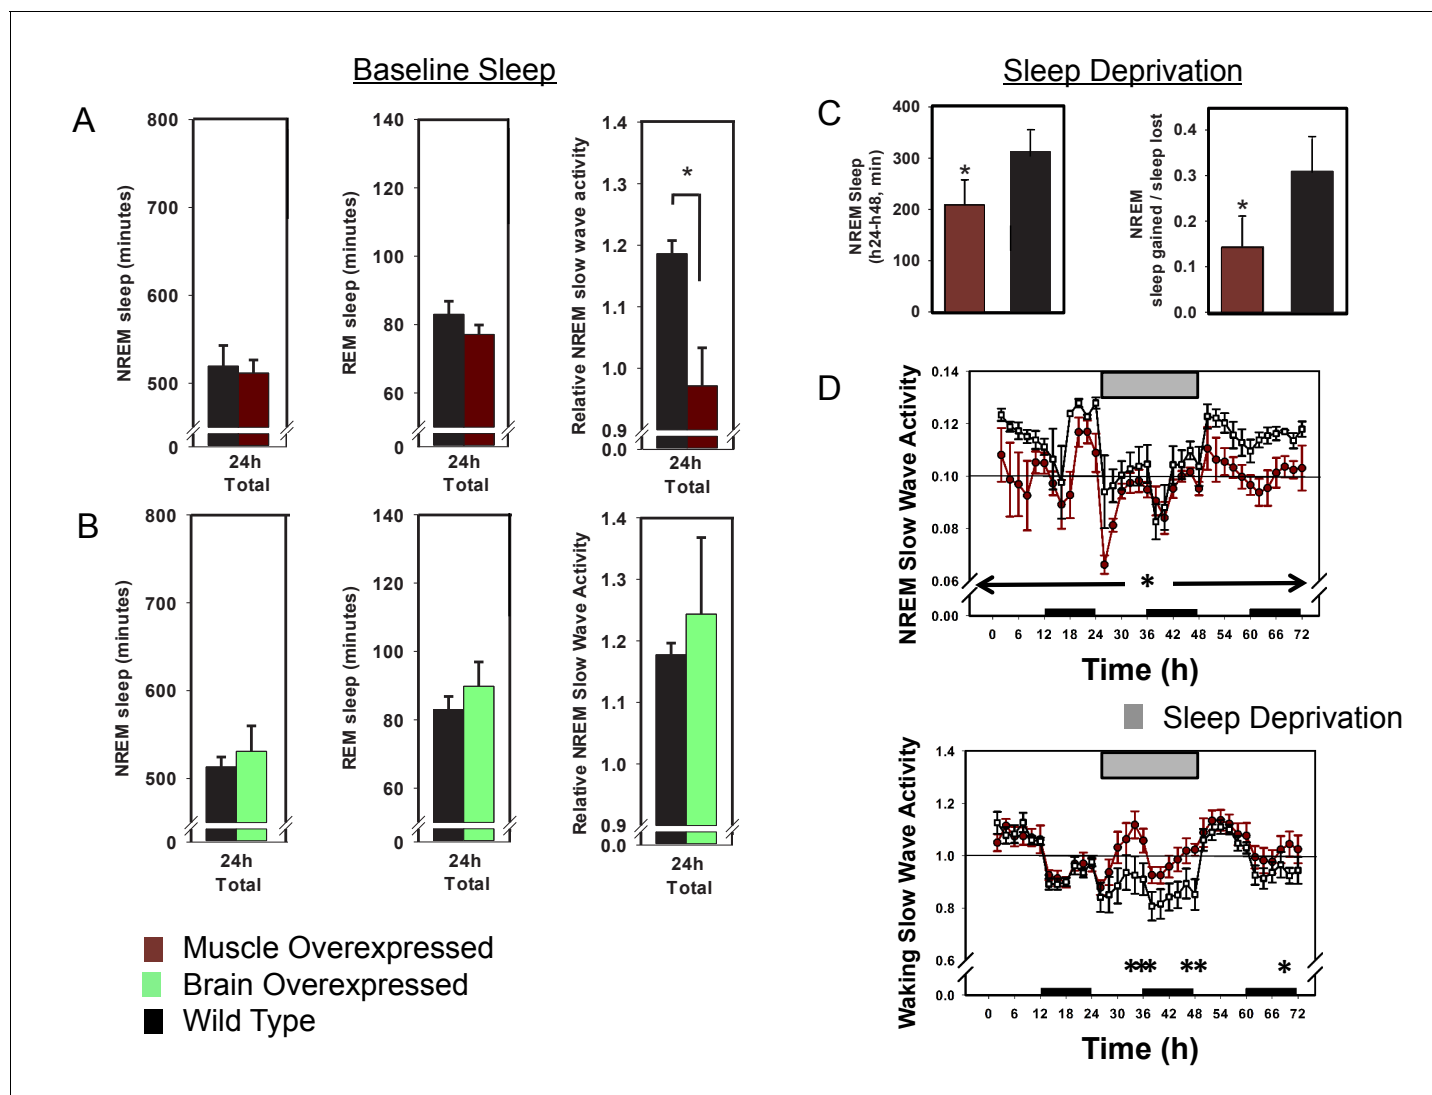 Baseline Sleep
Sleep Deprivation
A
800
700
600
500
0
NREM sleep (minutes)
24h
Total
140
120
100
80
60
0
REM sleep (minutes)
24h
Total
1.4
1.3
1.2
1.1
1.0
0.9
0.0
Relative NREM slow wave activity
*
24h
Total
B
800
700
600
500
0
NREM sleep (minutes)
24h
Total
140
120
100
80
60
0
REM sleep (minutes)
24h
Total
1.4
1.3
1.2
1.1
1.0
0.9
0.0
Relative NREM Slow Wave Activity
24h
Total
Muscle Overexpressed
Brain Overexpressed
Wild Type
C
400
300
200
100
0
NREM Sleep
(h24-h48, min)
*
0.4
0.3
0.2
0.1
0.0
NREM
sleep gained / sleep lost
*
D
0.14
0.12
0.10
0.08
0.06
0.00
NREM Slow Wave Activity
*
0 6 12 18 24 30 36 42 48 54 60 66 72
Time (h)
Sleep Deprivation
1.4
1.2
1.0
0.8
0.6
0.0
Waking Slow Wave Activity
*** ** *
0 6 12 18 24 30 36 42 48 54 60 66 72
Time (h)